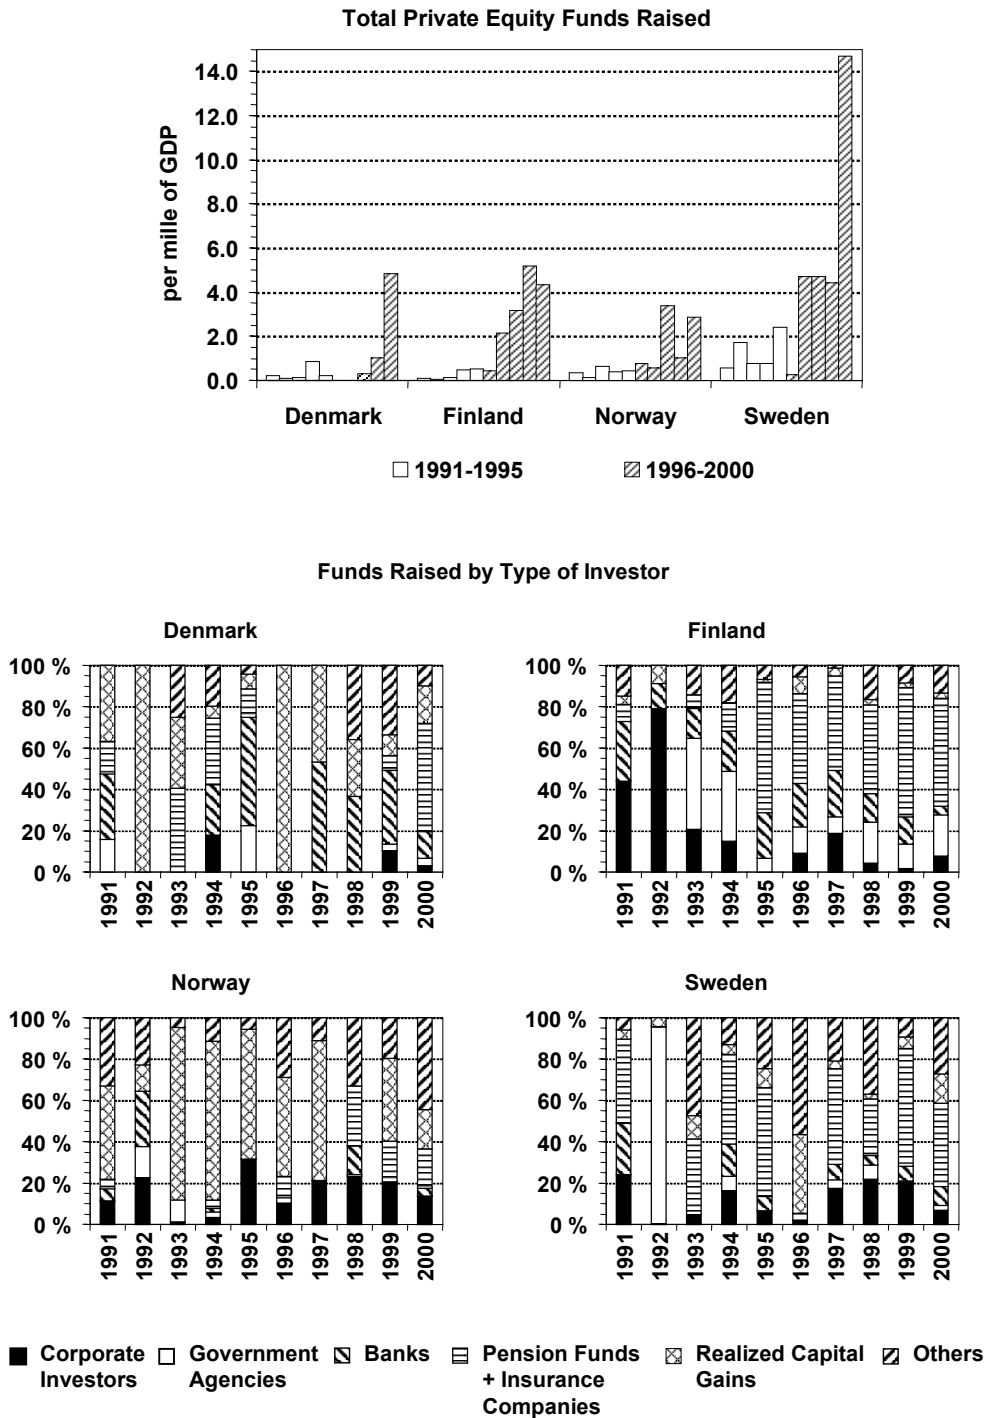 Total Private Equity Funds Raised
per mille of GDP
14.0
12.0
10.0
8.0
6.0
4.0
2.0
0.0
Denmark Finland Norway Sweden
1991-1995 1996-2000
Funds Raised by Type of Investor
Denmark
100 %
80 %
60 %
40 %
20 %
0 %
1991 1992 1993 1994 1995 1996 1997 1998 1999 2000
Finland
100 %
80 %
60 %
40 %
20 %
0 %
1991 1992 1993 1994 1995 1996 1997 1998 1999 2000
Norway
100 %
80 %
60 %
40 %
20 %
0 %
1991 1992 1993 1994 1995 1996 1997 1998 1999 2000
Sweden
100 %
80 %
60 %
40 %
20 %
0 %
1991 1992 1993 1994 1995 1996 1997 1998 1999 2000
Corporate
Investors
Government
Agencies
Banks
Pension Funds
+ Insurance
Companies
Realized Capital
Gains
Others